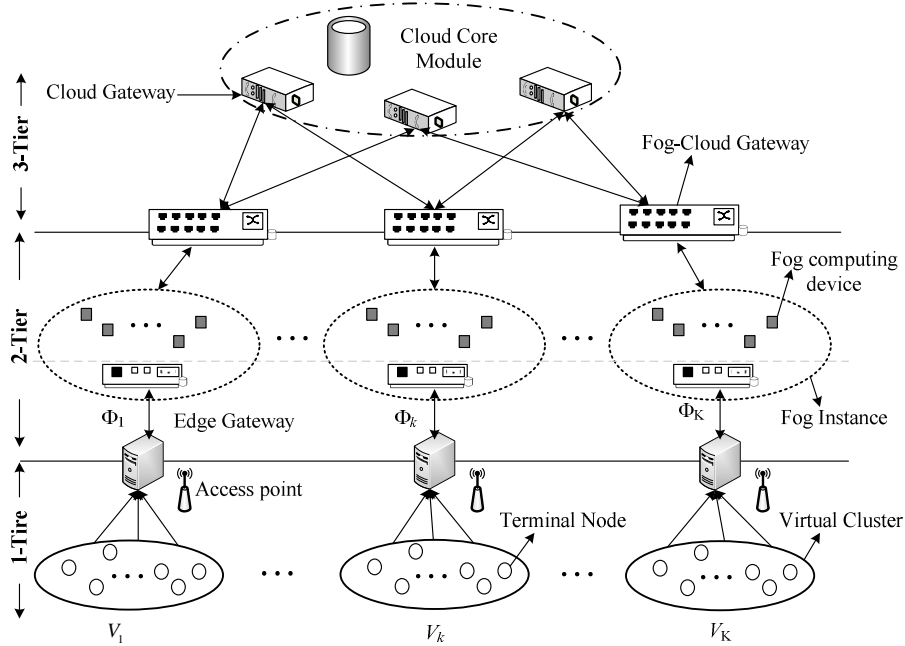 Cloud Core
Module
Cloud Gateway
3-Tier
Fog-Cloud Gateway
Fog computing
device
2-Tier
Φ1
Edge Gateway
Φk
ΦK
Fog Instance
Access point
1-Tire
Terminal Node
Virtual Cluster
V1
Vk
VK